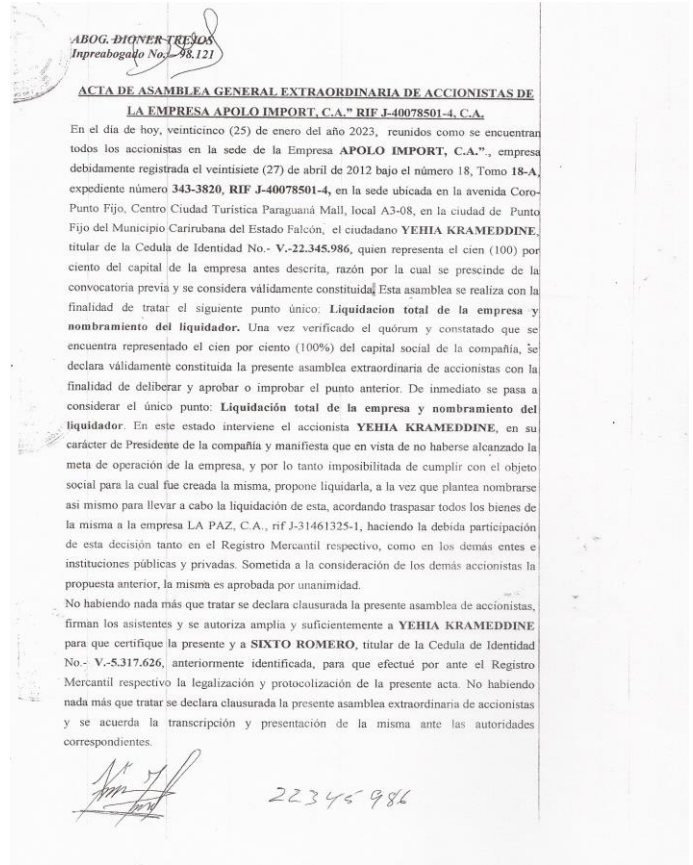 ABOG. DIONER TREJOS
Inpreabogado No.- 98.121
ACTA DE ASAMBLEA GENERAL EXTRAORDINARIA DE ACCIONISTAS DE
LA EMPRESA APOLO IMPORT, C.A." RIF J-40078501-4, C.A.
En el día de hoy, veinticinco (25) de enero del año 2023, reunidos como se encuentran
todos los accionistas en la sede de la Empresa APOLO IMPORT, C.A."., empresa
debidamente registrada el veintisiete (27) de abril de 2012 bajo el número 18, Tomo 18-A,
expediente número 343-3820, RIF J-40078501-4, en la sede ubicada en la avenida Coro-
Punto Fijo, Centro Ciudad Turística Paraguaná Mall, local A3-08, en la ciudad de Punto
Fijo del Municipio Carirubana del Estado Falcón, el ciudadano YEHIA KRAMEDDINE,
titular de la Cedula de Identidad No.- V.-22.345.986, quien representa el cien (100) por
ciento del capital de la empresa antes descrita, razón por la cual se prescinde de la
convocatoria previa y se considera válidamente constituida. Esta asamblea se realiza con la
finalidad de tratar el siguiente punto único: Liquidacion total de la empresa y
nombramiento del liquidador. Una vez verificado el quórum y constatado que se
encuentra representado el cien por ciento (100%) del capital social de la compañía, se
declara válidamente constituida la presente asamblea extraordinaria de accionistas con la
finalidad de deliberar y aprobar o improbar el punto anterior. De inmediato se pasa a
considerar el único punto: Liquidación total de la empresa y nombramiento del
liquidador. En este estado interviene el accionista YEHIA KRAMEDDINE, en su
carácter de Presidente de la compañía y manifiesta que en vista de no haberse alcanzado la
meta de operación de la empresa, y por lo tanto imposibilitada de cumplir con el objeto
social para la cual fue creada la misma, propone liquidarla, a la vez que plantea nombrarse
asi mismo para llevar a cabo la liquidación de esta, acordando traspasar todos los bienes de
la misma a la empresa LA PAZ, C.A., rif J-31461325-1, haciendo la debida participación
de esta decisión tanto en el Registro Mercantil respectivo, como en los demás entes e
instituciones públicas y privadas. Sometida a la consideración de los demás accionistas la
propuesta anterior, la misma es aprobada por unanimidad.
No habiendo nada más que tratar se declara clausurada la presente asamblea de accionistas,
firman los asistentes y se autoriza amplia y suficientemente a YEHIA KRAMEDDINE
para que certifique la presente y a SIXTO ROMERO, titular de la Cedula de Identidad
No.- V.-5.317.626, anteriormente identificada, para que efectué por ante el Registro
Mercantil respectivo la legalización y protocolización de la presente acta. No habiendo
nada más que tratar se declara clausurada la presente asamblea extraordinaria de accionistas
y se acuerda la transcripción y presentación de la misma ante las autoridades
correspondientes.
22345986